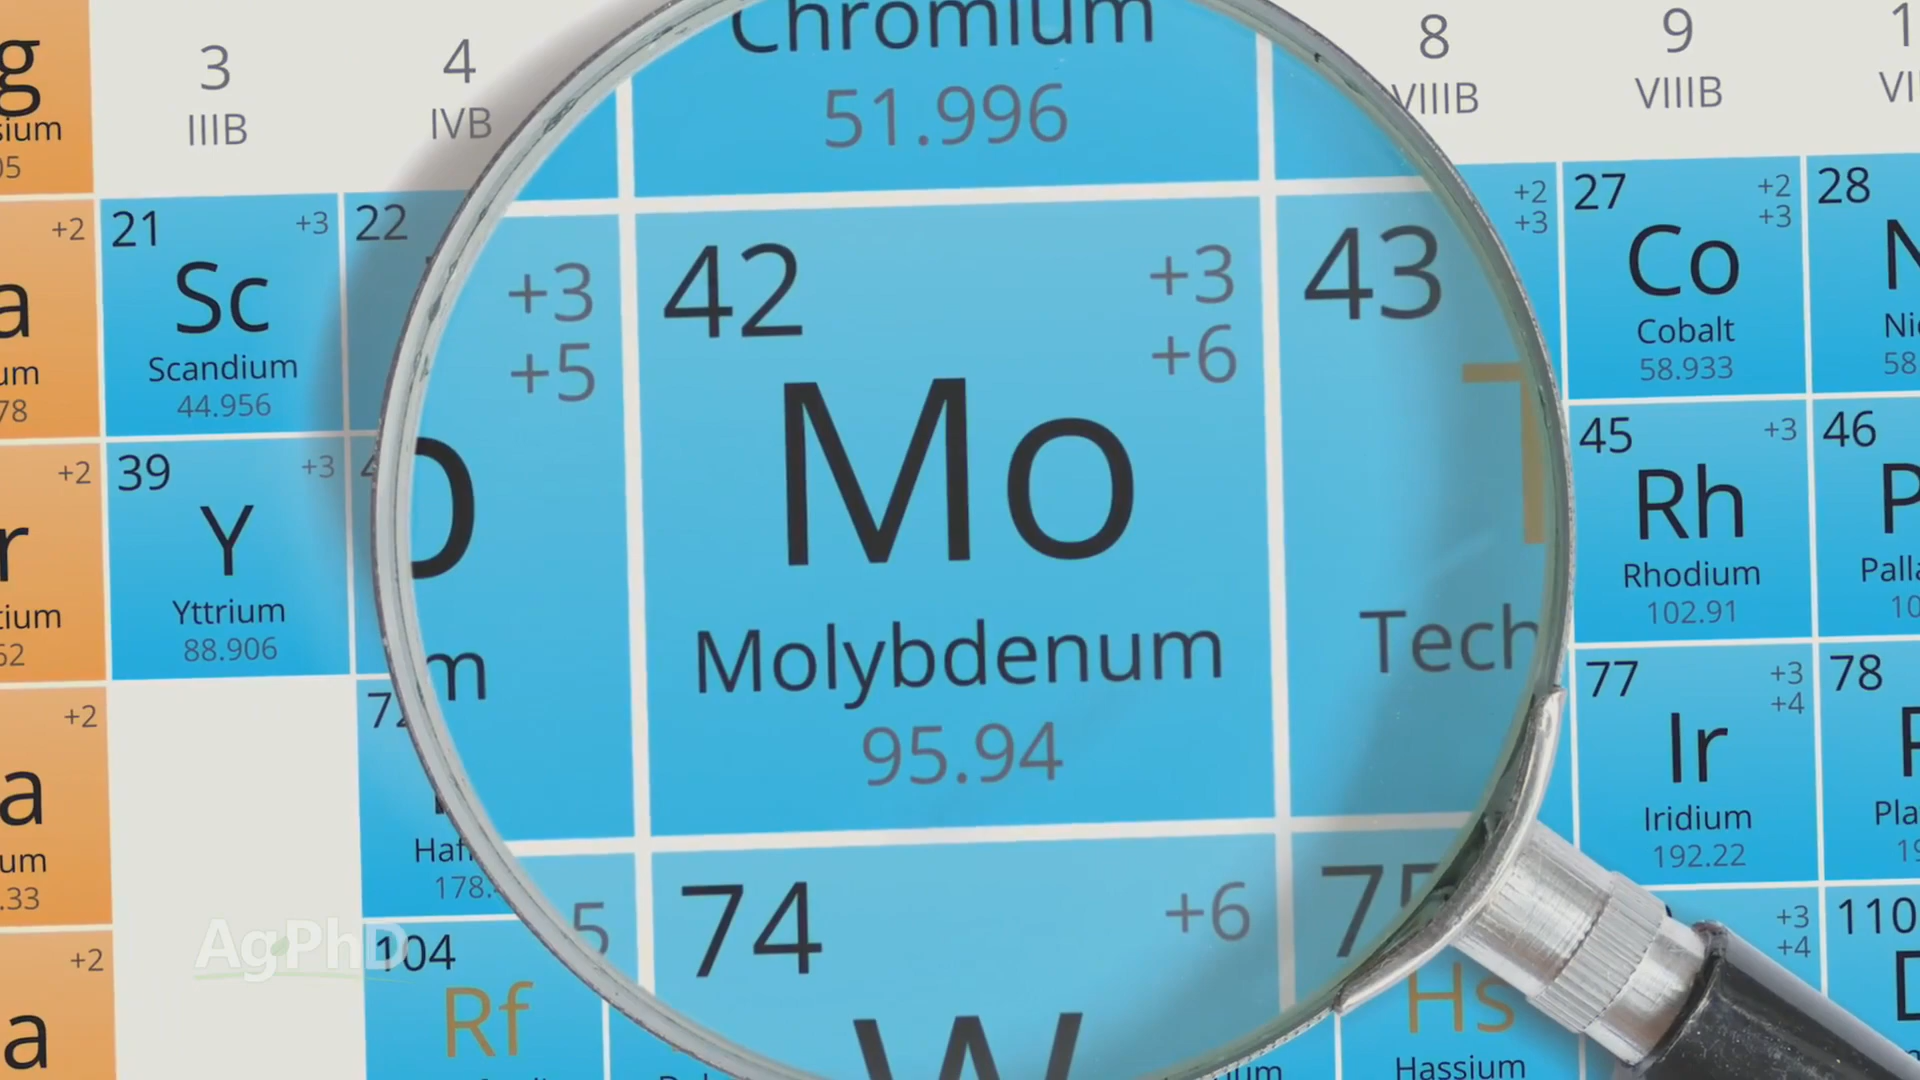 3
IIIB
4
IVB
8
VIIIB
9
VIIIB
Chromium
51.996
+2
21
+3
Sc
Scandium
44.956
22
+3
+5
42
+3
+6
Mo
Molybdenum
95.94
43
Tech
+2
+3
27
+2
+3
Co
Cobalt
58.933
28
+2
39
+3
Y
Yttrium
88.906
45
+3
Rh
Rhodium
102.91
46
+2
72
77
+3
+4
Ir
Iridium
192.22
78
74
+6
W
75
+2
104
Rf
Hs
Hassium
+3
+4
110
AgPhD